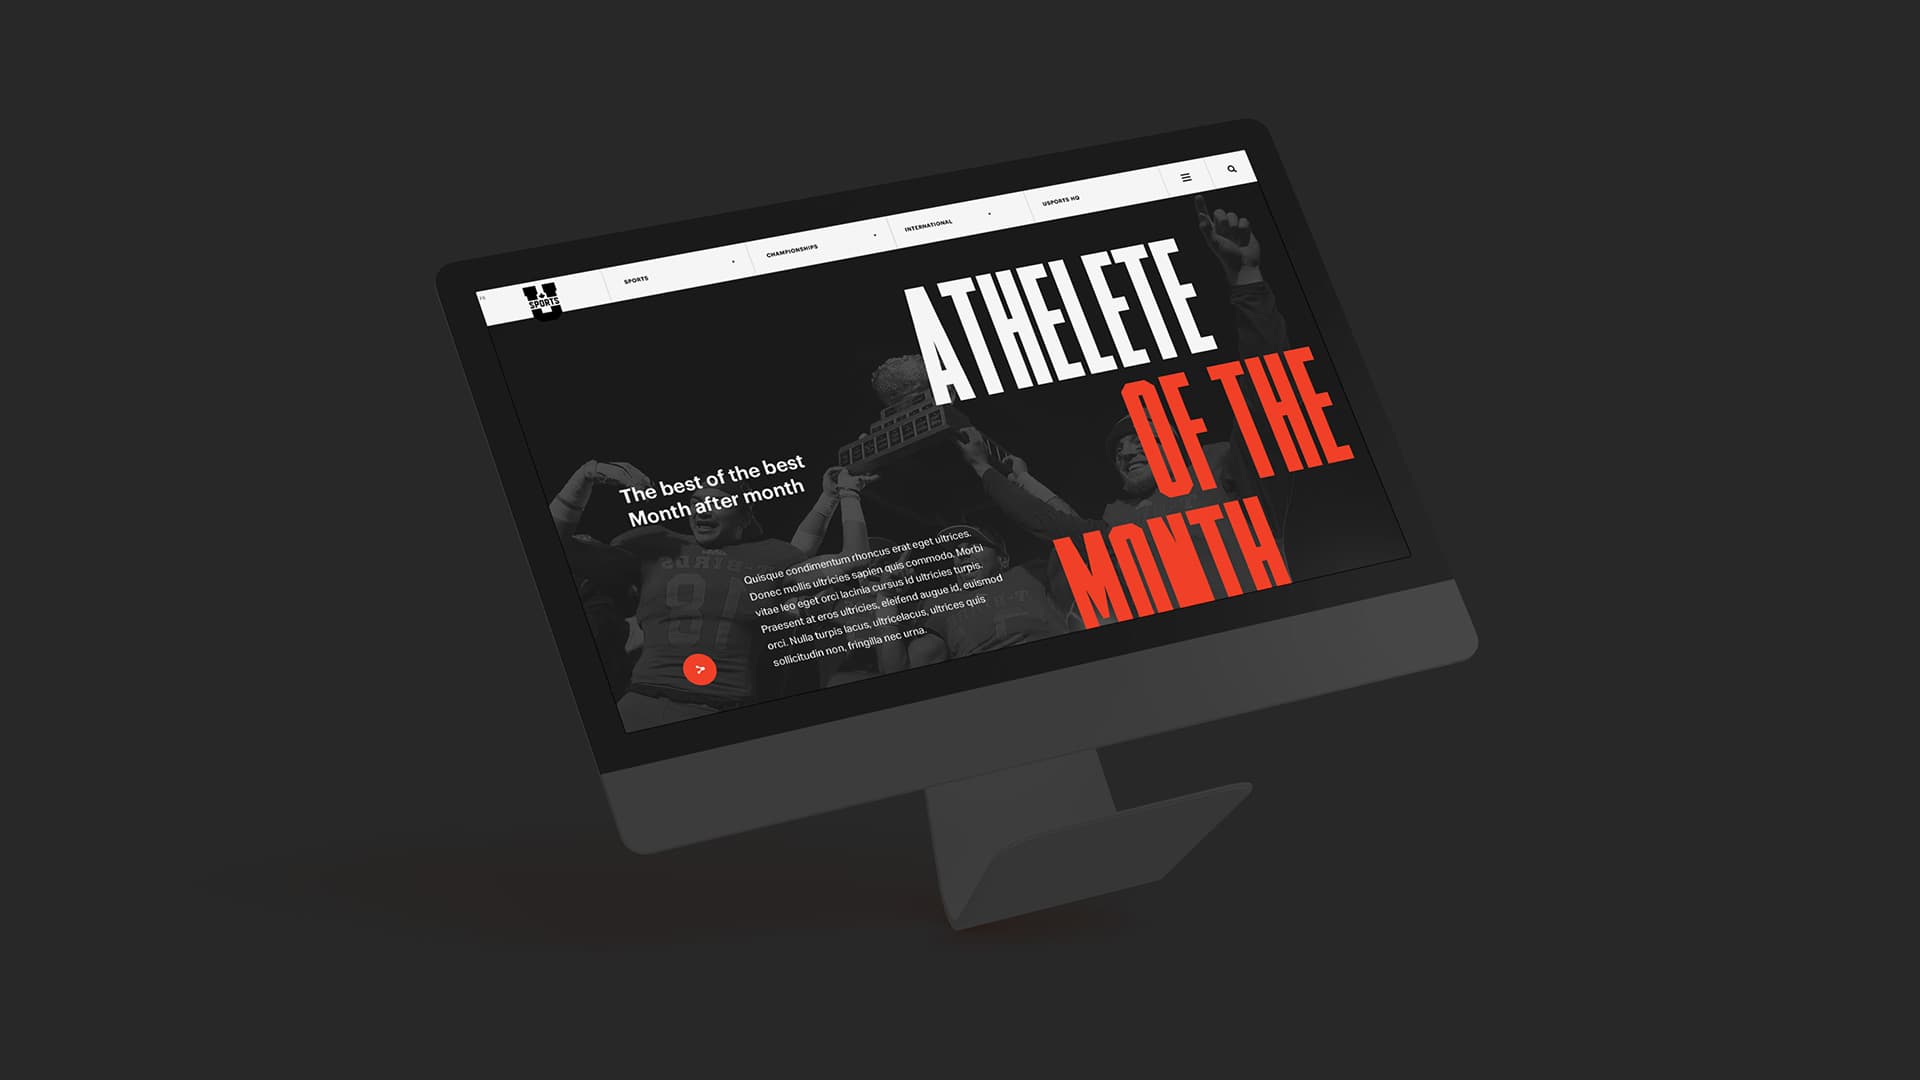 FR
U
SPORTS
SPORTS
CHAMPIONSHIPS
INTERNATIONAL
USPORTS HQ
ATHELETE
OF THE
MONTH
The best of the best
Month after month
Quisque condimentum rhoncus erat eget ultrices.
Donec mollis ultricies sapien quis commodo. Morbi
vitae leo eget orci lacinia cursus id ultricies turpis.
Praesent at eros ultricies, eleifend augue id, euismod
orci. Nulla turpis lacus, ultricelacus, ultrices quis
sollicitudin non, fringilla nec urna.
T-BIRDS
81